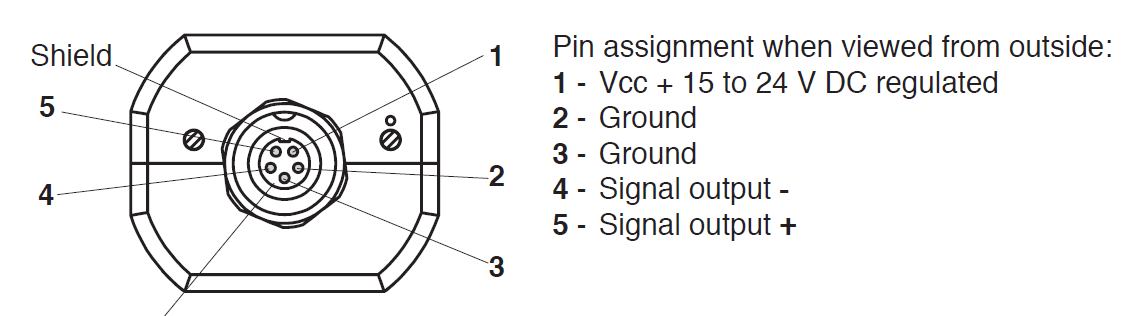 Shield
1
5
4
2
3
Pin assignment when viewed from outside:
1 - Vcc + 15 to 24 V DC regulated
2 - Ground
3 - Ground
4 - Signal output -
5 - Signal output +